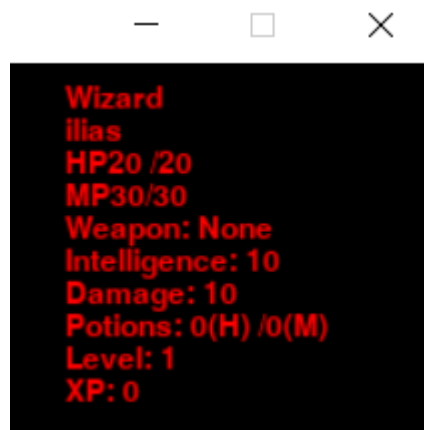 Wizard
ilias
HP20 /20
MP30/30
Weapon: None
Intelligence: 10
Damage: 10
Potions: 0(H) /0(M)
Level: 1
XP: 0